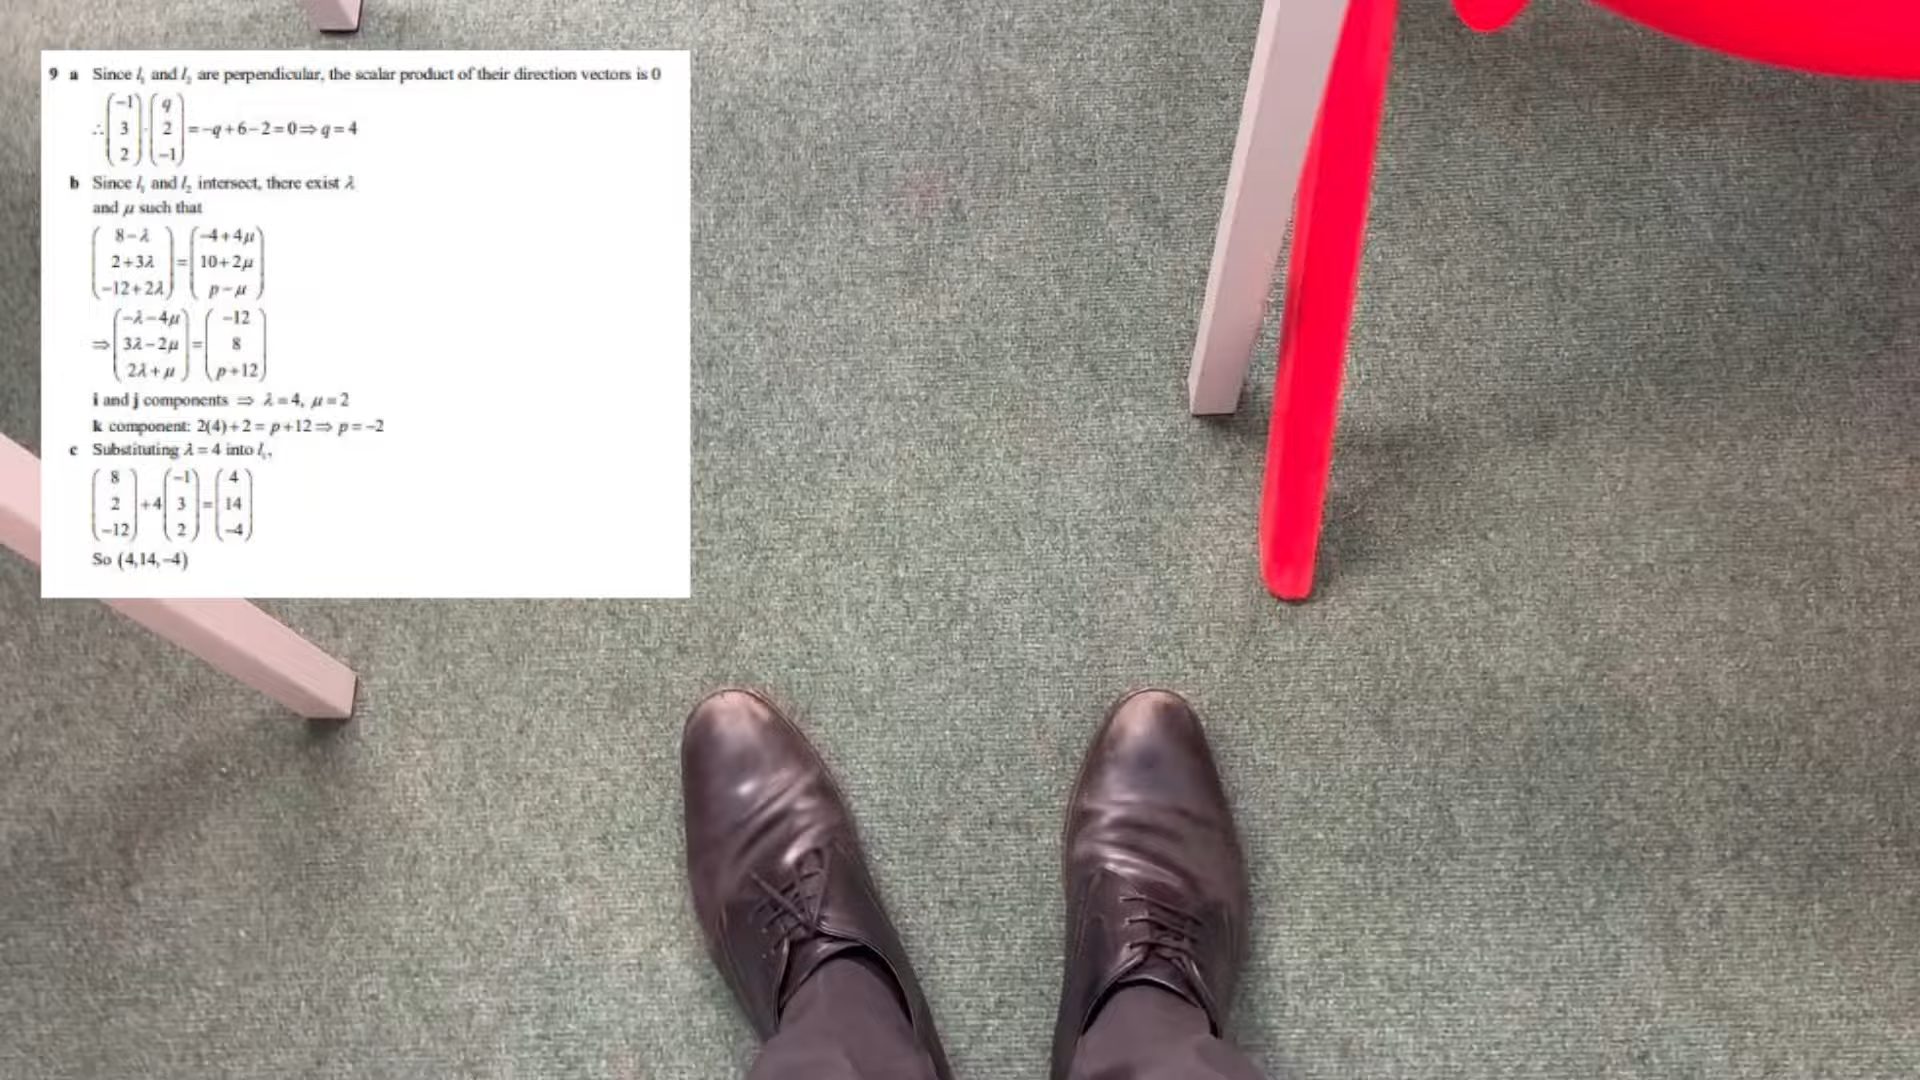 9 a Since l₁ and l₂ are perpendicular, the scalar product of their direction vectors is 0
∴ (−1 3 2) · (q 2 −1) = −q + 6 − 2 = 0 ⇒ q = 4
b Since l₁ and l₂ intersect, there exist λ
and μ such that
(8 − λ 2 + 3λ −12 + 2λ) = (−4 + 4μ 10 + 2μ p − μ)
⇒ (−λ − 4μ 3λ − 2μ 2λ + μ) = (−12 8 p + 12)
i and j components ⇒ λ = 4, μ = 2
k component: 2(4) + 2 = p + 12 ⇒ p = −2
c Substituting λ = 4 into l₁,
(8 2 −12) + 4 (−1 3 2) = (4 14 −4)
So (4,14,−4)